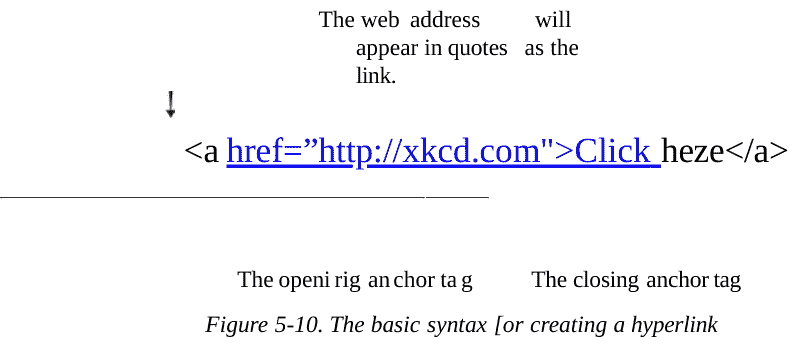 The web address will
appear in quotes as the
link.
<a href=”http://xkcd.com">Click heze</a>
The openi rig an chor ta g The closing anchor tag
Figure 5-10. The basic syntax [or creating a hyperlink